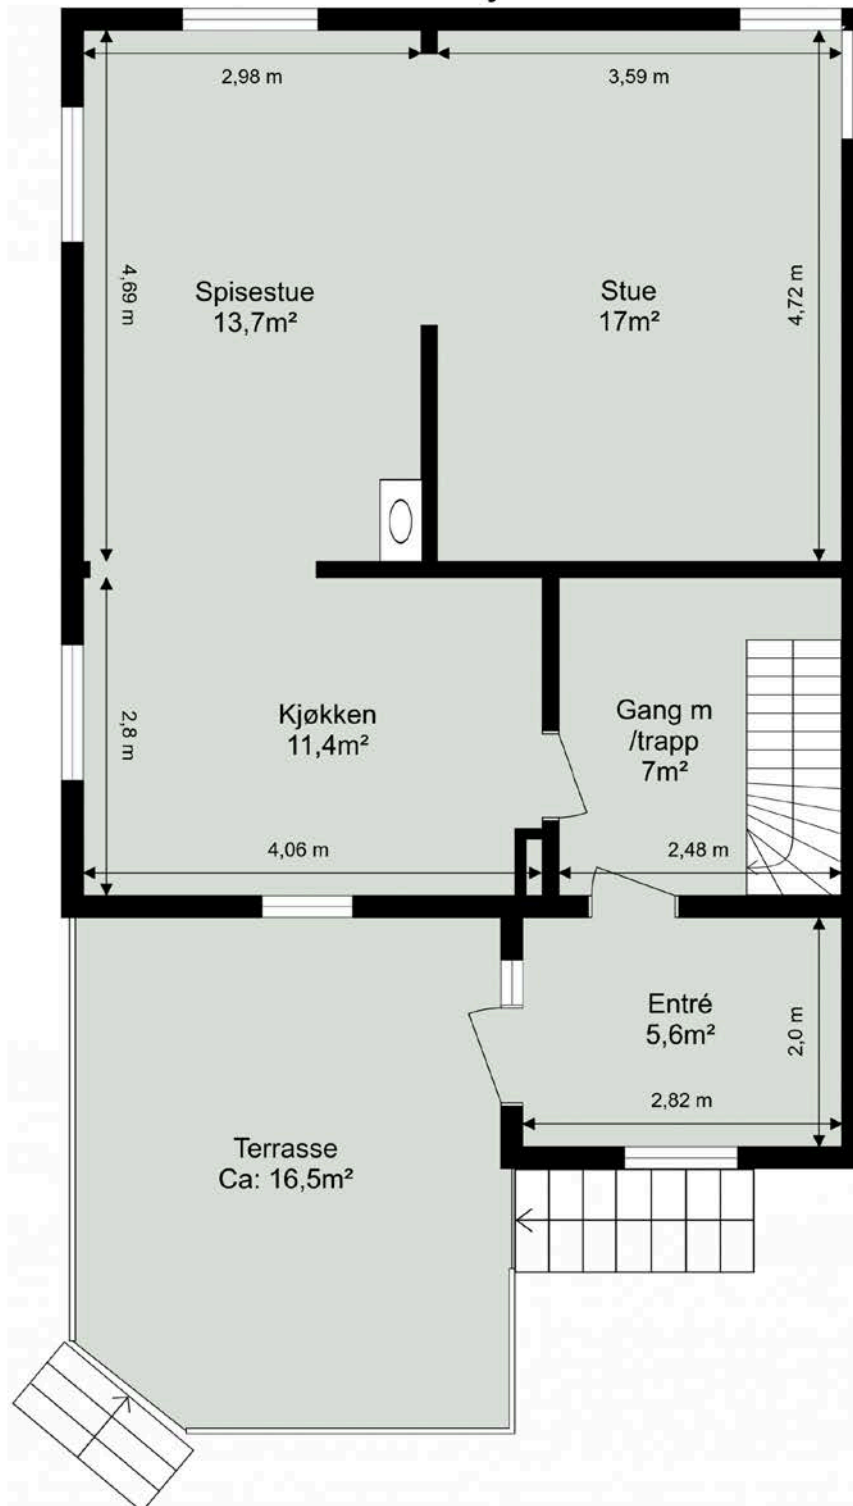 2,98 m
3,59 m
4,69 m
Spisestue
13,7m²
Stue
17m²
4,72 m
2,8 m
Kjøkken
11,4m²
Gang m
/trapp
7m²
4,06 m
2,48 m
Entré
5,6m²
2,0 m
2,82 m
Terrasse
Ca: 16,5m²